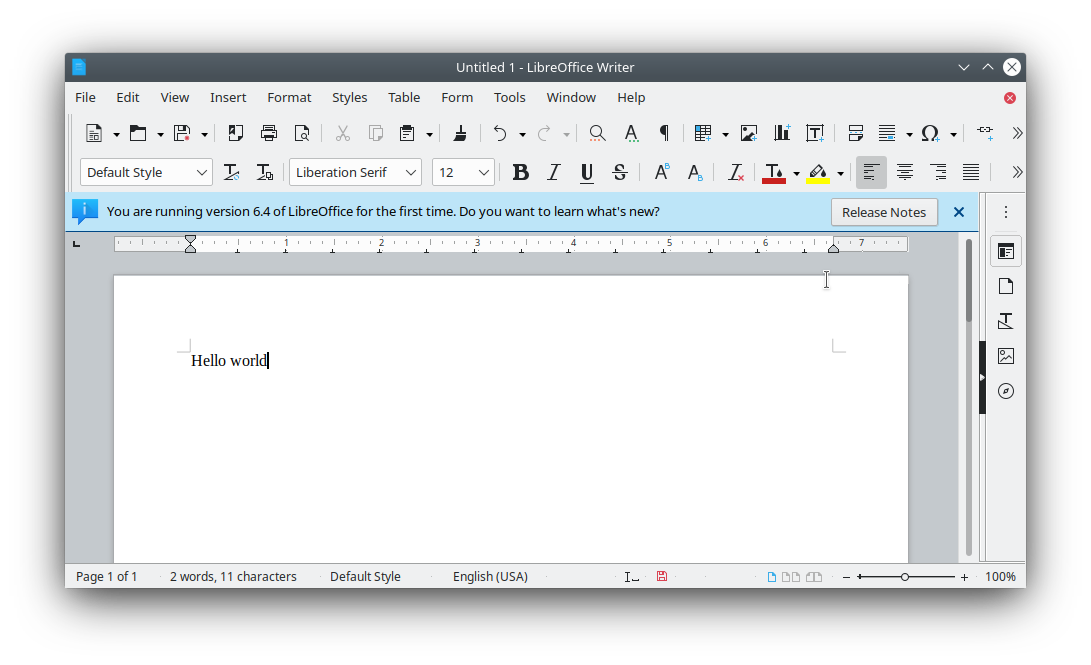 Untitled 1 - LibreOffice Writer
File Edit View Insert Format Styles Table Form Tools Window Help
Default Style Liberation Serif 12
You are running version 6.4 of LibreOffice for the first time. Do you want to learn what's new? Release Notes
1 2 3 4 5 6 7
Hello world
Page 1 of 1 2 words, 11 characters Default Style English (USA) 100%